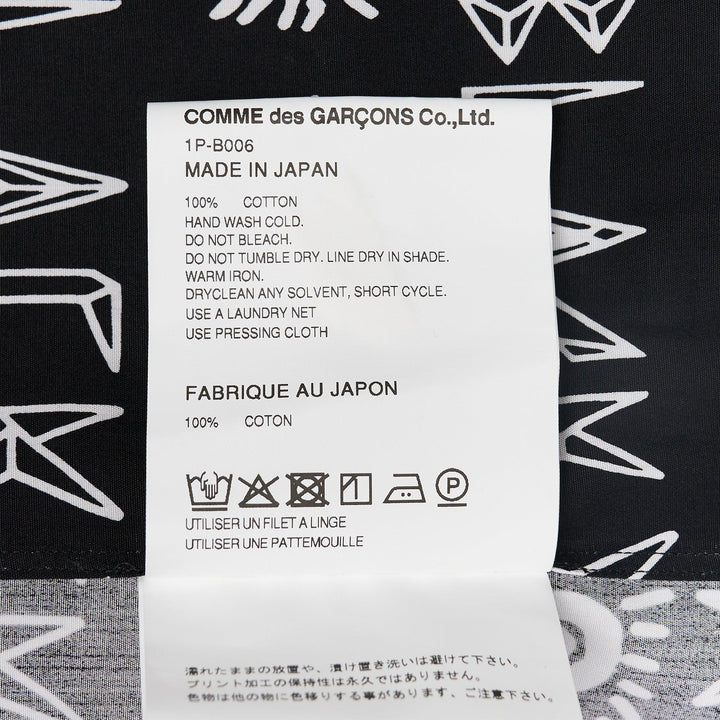 COMME des GARÇONS Co.,Ltd.
1P-B006
MADE IN JAPAN
100% COTTON
HAND WASH COLD.
DO NOT BLEACH.
DO NOT TUMBLE DRY. LINE DRY IN SHADE.
WARM IRON.
DRYCLEAN ANY SOLVENT, SHORT CYCLE.
USE A LAUNDRY NET
USE PRESSING CLOTH
FABRIQUE AU JAPON
100% COTON
P
UTILISER UN FILET A LINGE
UTILISER UNE PATTEMOUILLE
濡れたままの放置や、漬け置き洗いは避けて下さい。
プリント加工の保持性は永久ではありません。
色物は他の物に色移りする事があります、ご注意下さい。